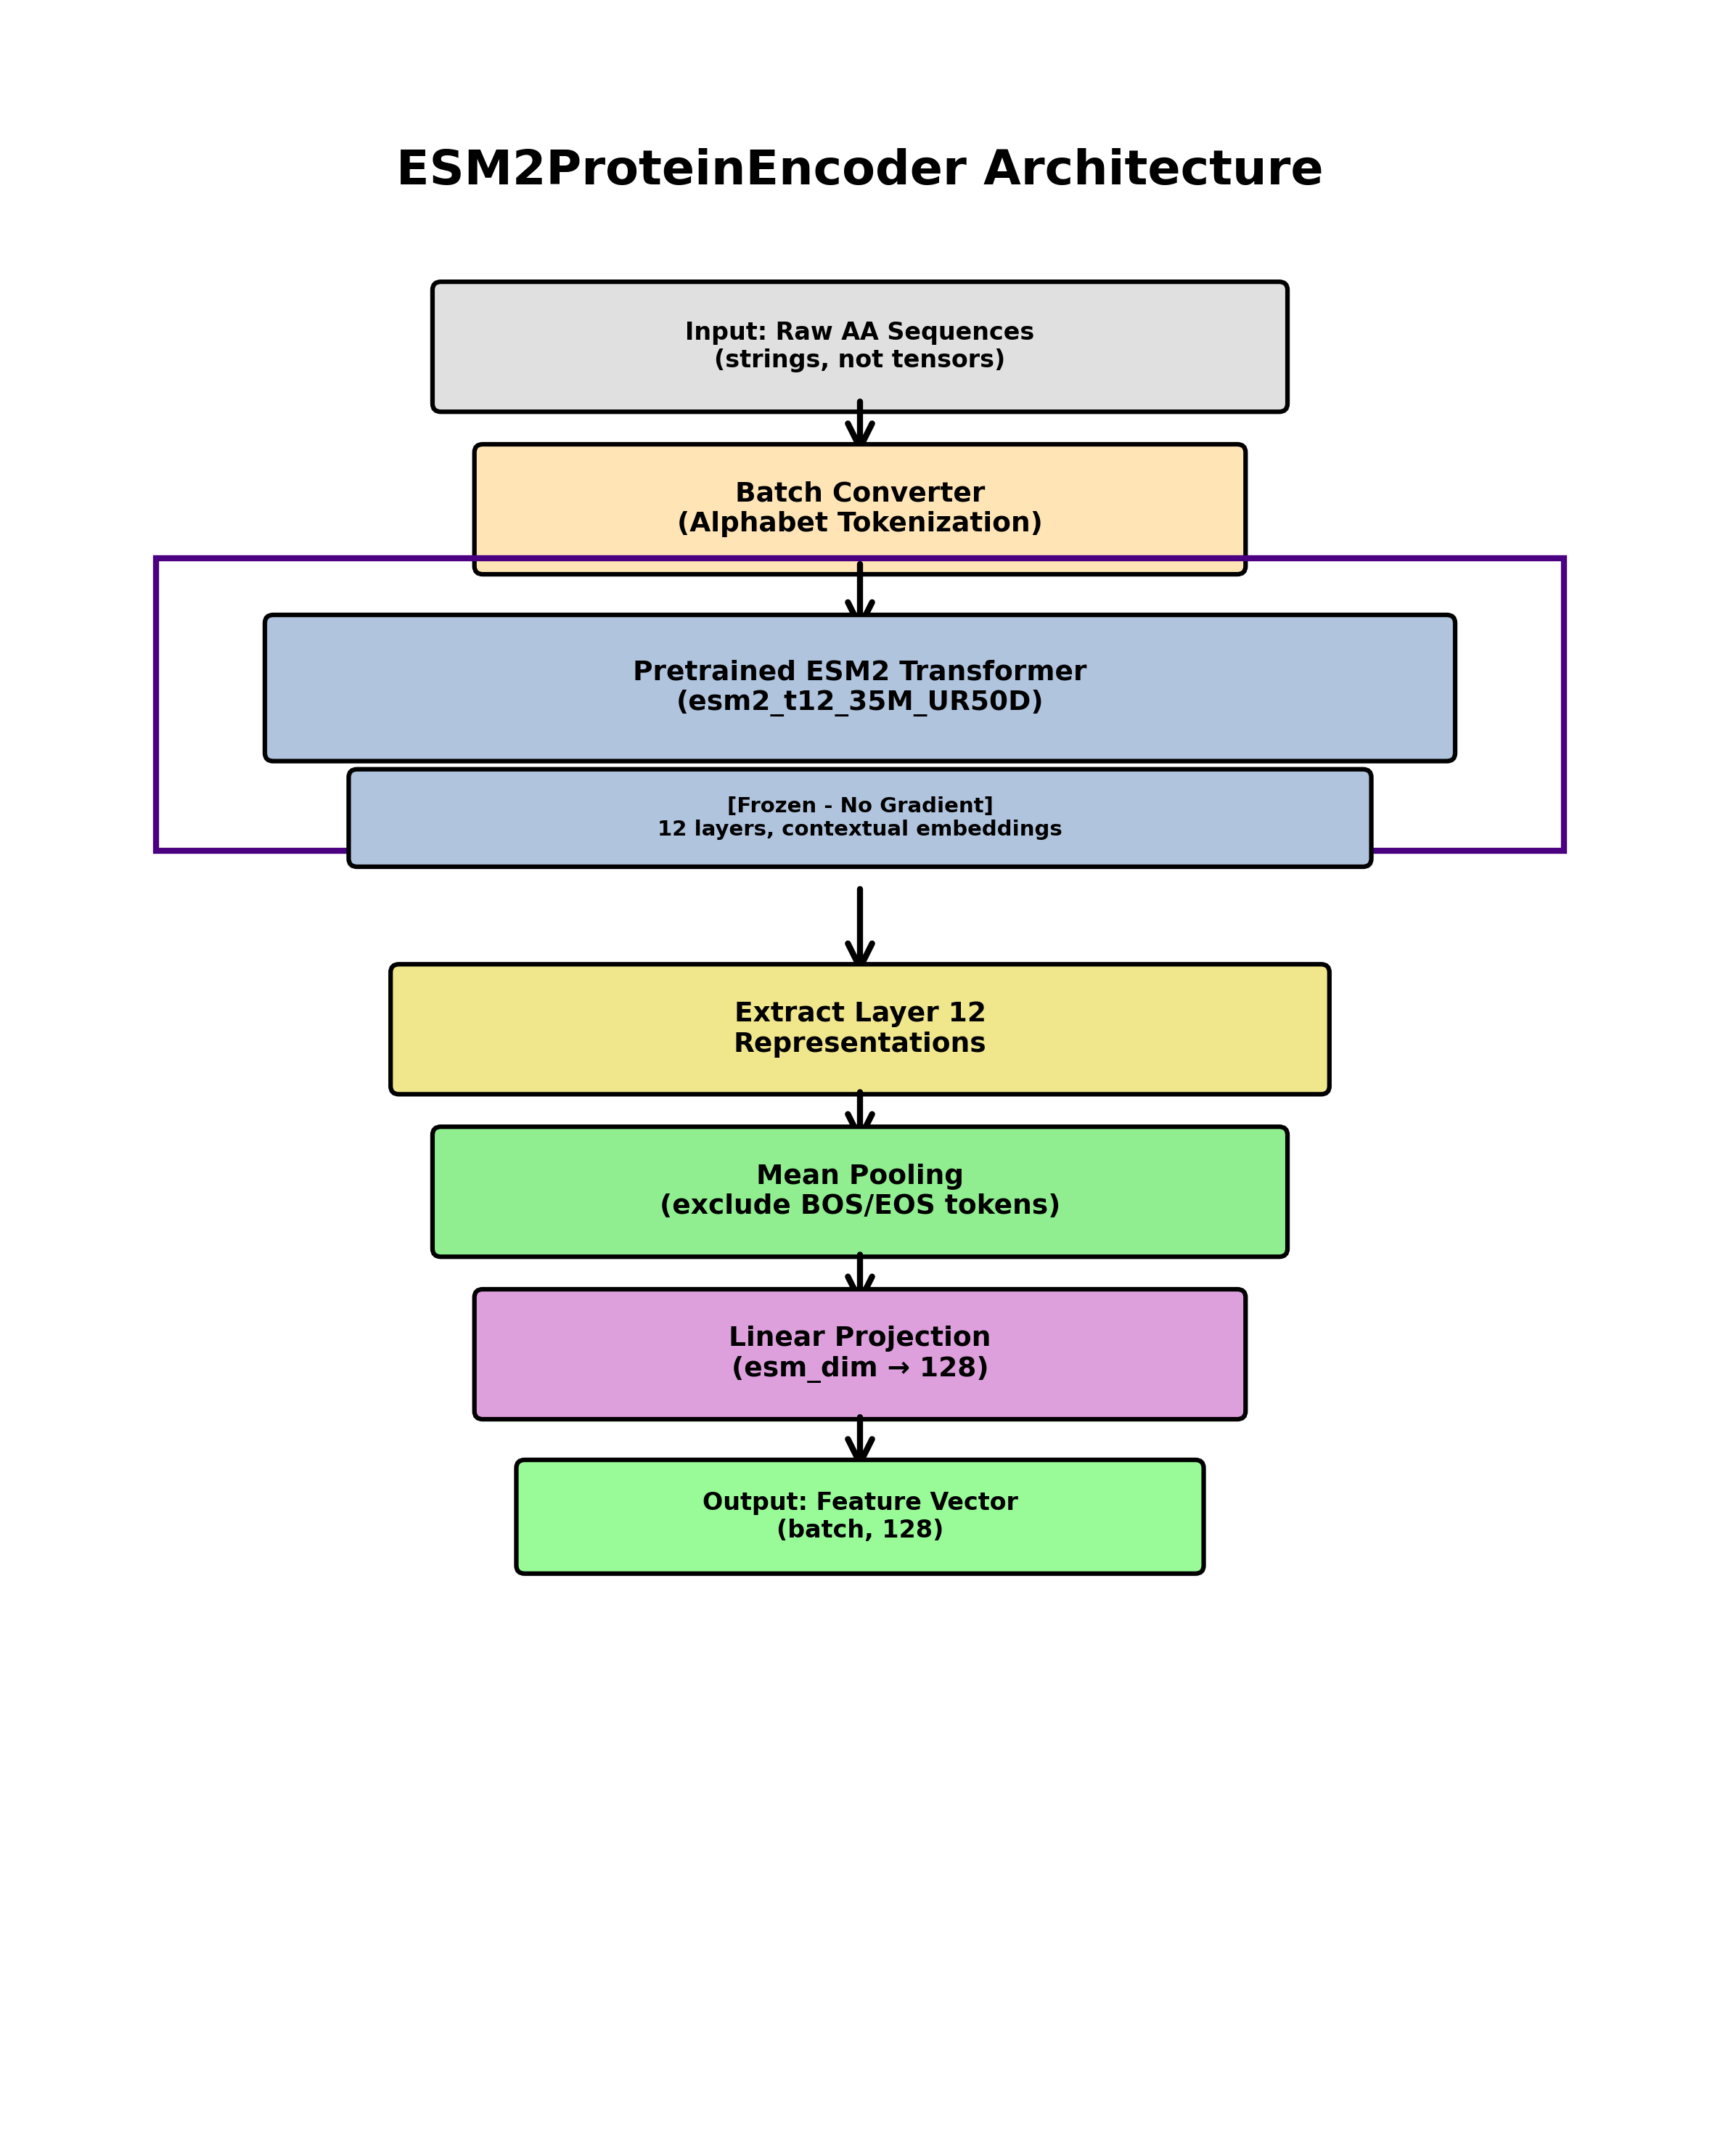 ESM2ProteinEncoder Architecture
Input: Raw AA Sequences
(strings, not tensors)
Batch Converter
(Alphabet Tokenization)
Pretrained ESM2 Transformer
(esm2_t12_35M_UR50D)
[Frozen - No Gradient]
12 layers, contextual embeddings
Extract Layer 12
Representations
Mean Pooling
(exclude BOS/EOS tokens)
Linear Projection
(esm_dim → 128)
Output: Feature Vector
(batch, 128)